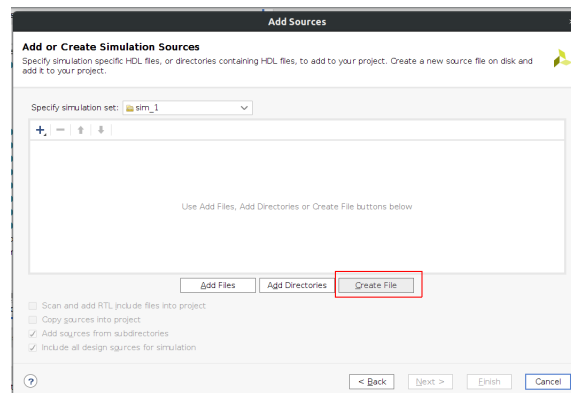 Add Sources
Add or Create Simulation Sources
Specify simulation specific HDL files, or directories containing HDL files, to add to your project. Create a new source file on disk and
add it to your project.
Specify simulation set: sim_1
Use Add Files, Add Directories or Create File buttons below
Add Files Add Directories Create File
Scan and add RTL include files into project
Copy sources into project
Add sources from subdirectories
Include all design sources for simulation
? < Back Next > Finish Cancel